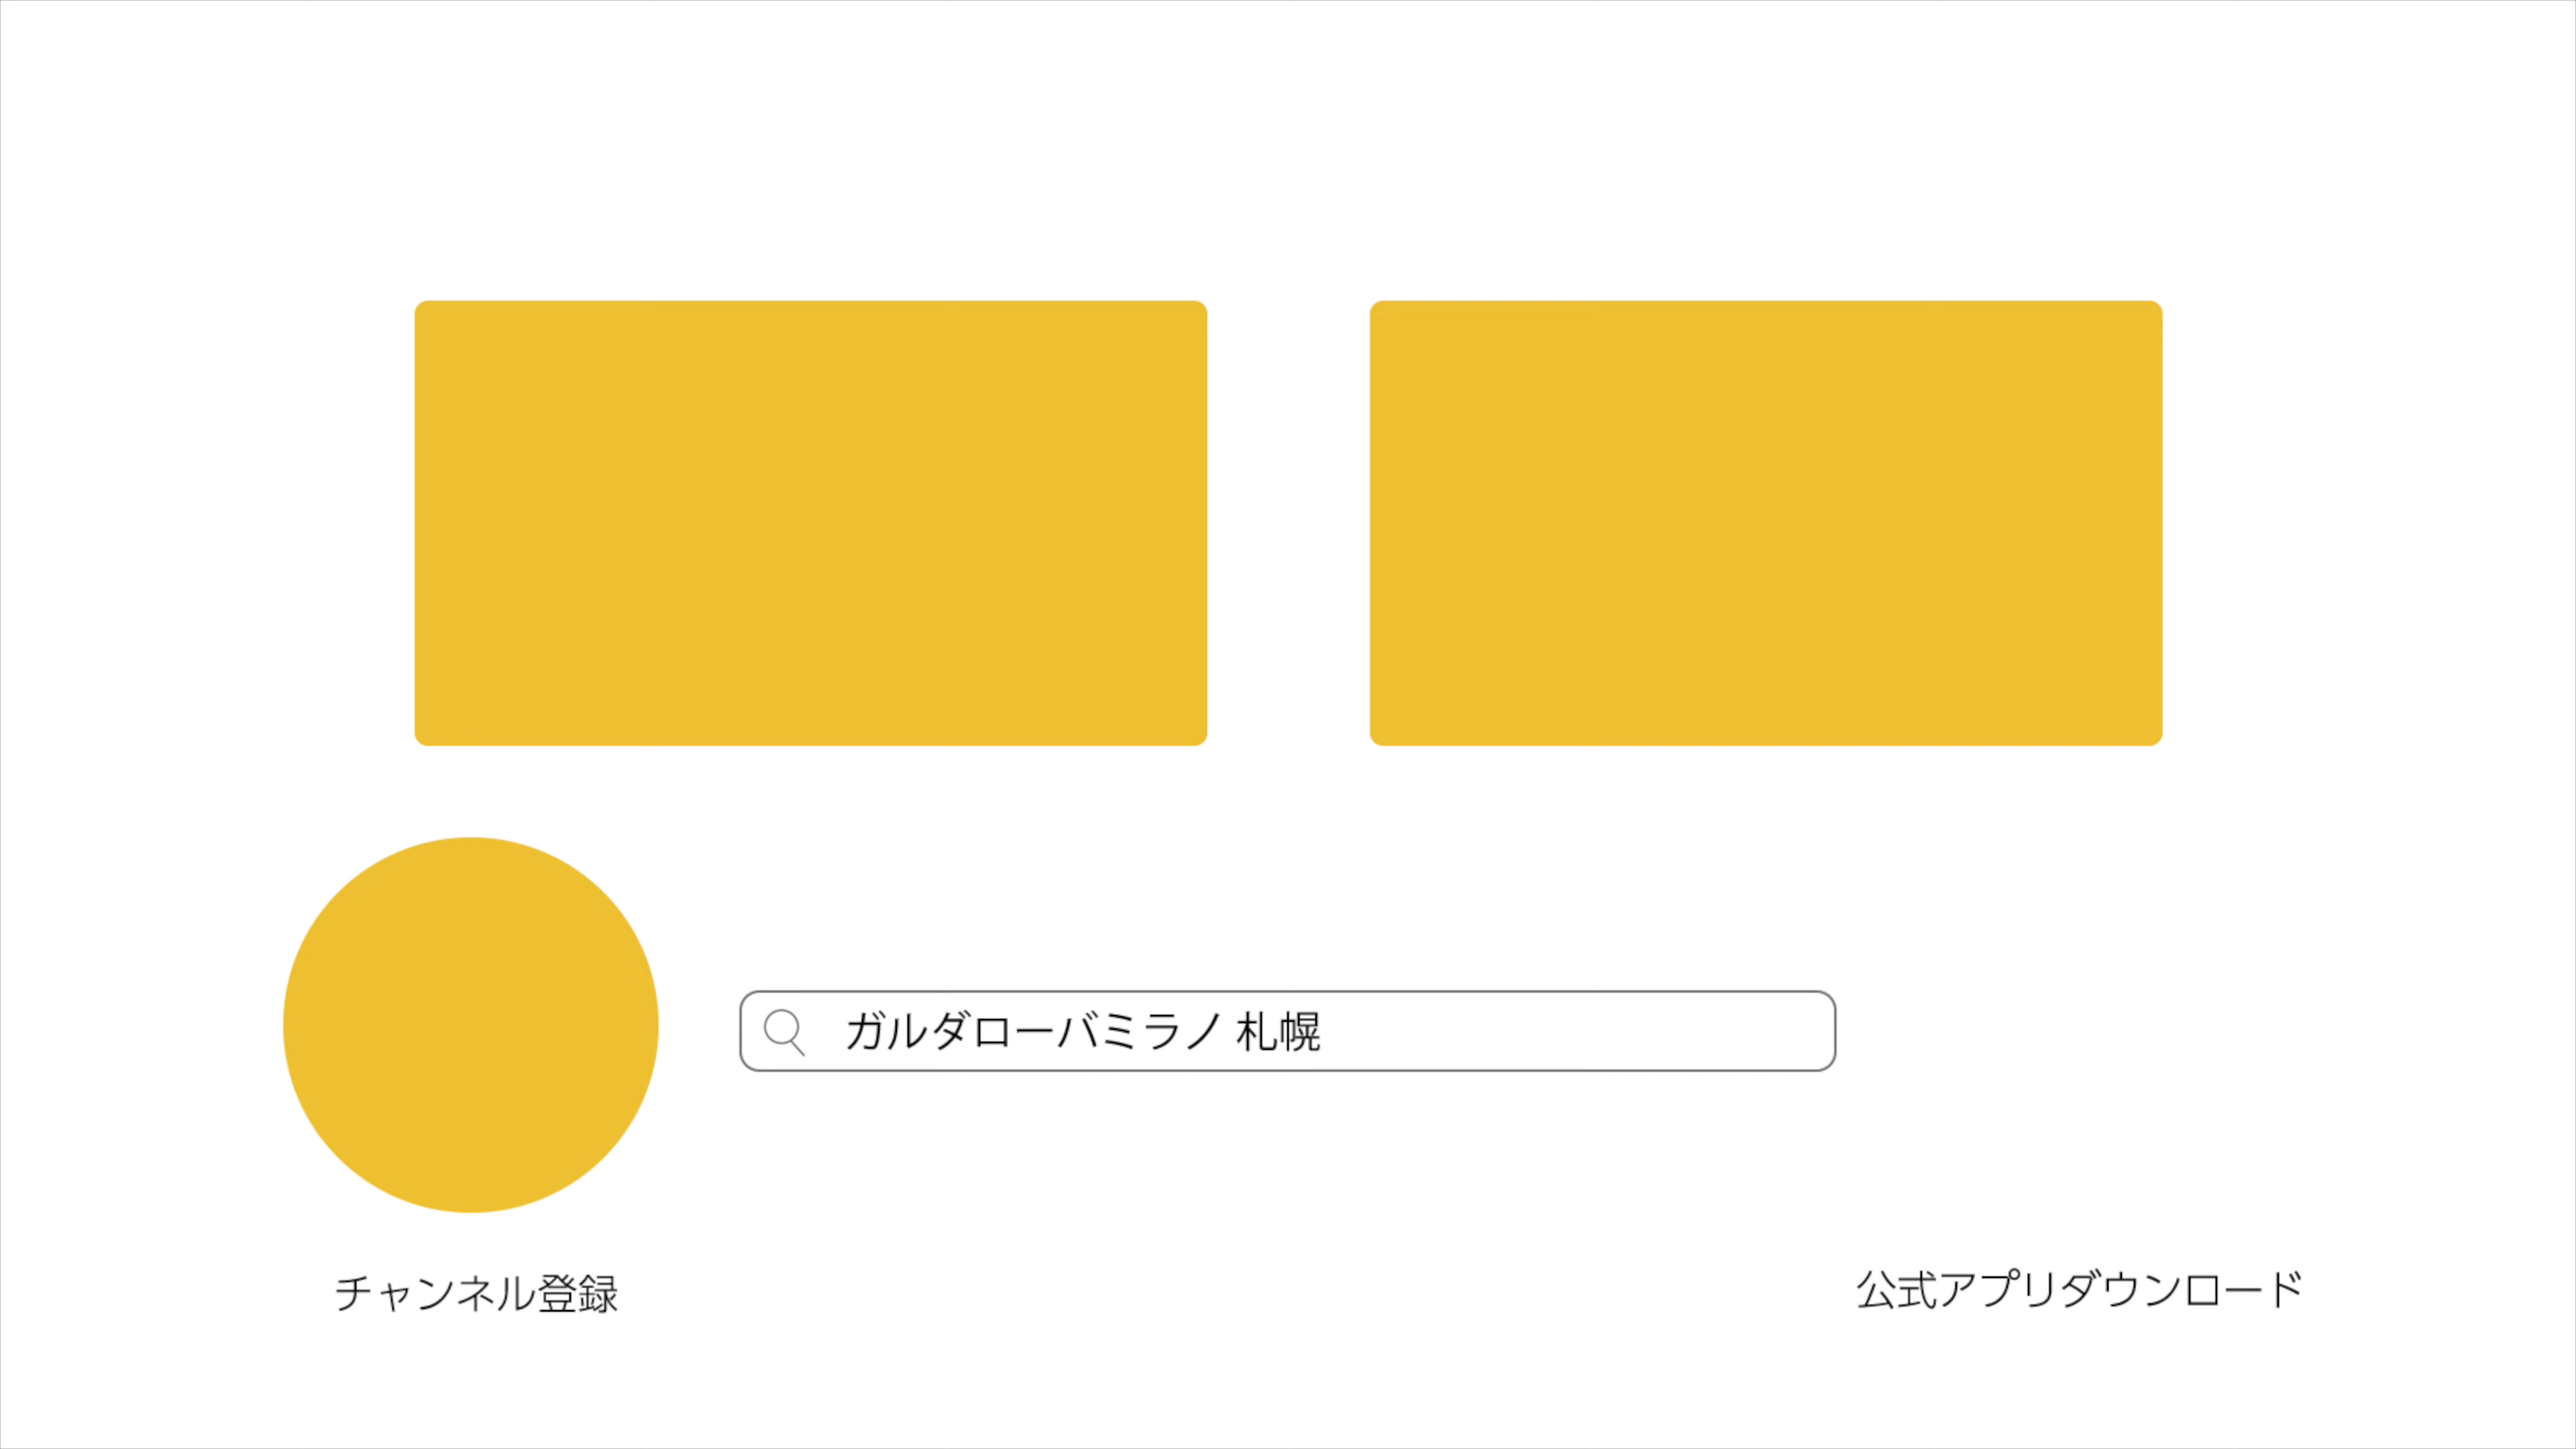 ガルダローバミラノ 札幌
チャンネル登録
公式アプリダウンロード